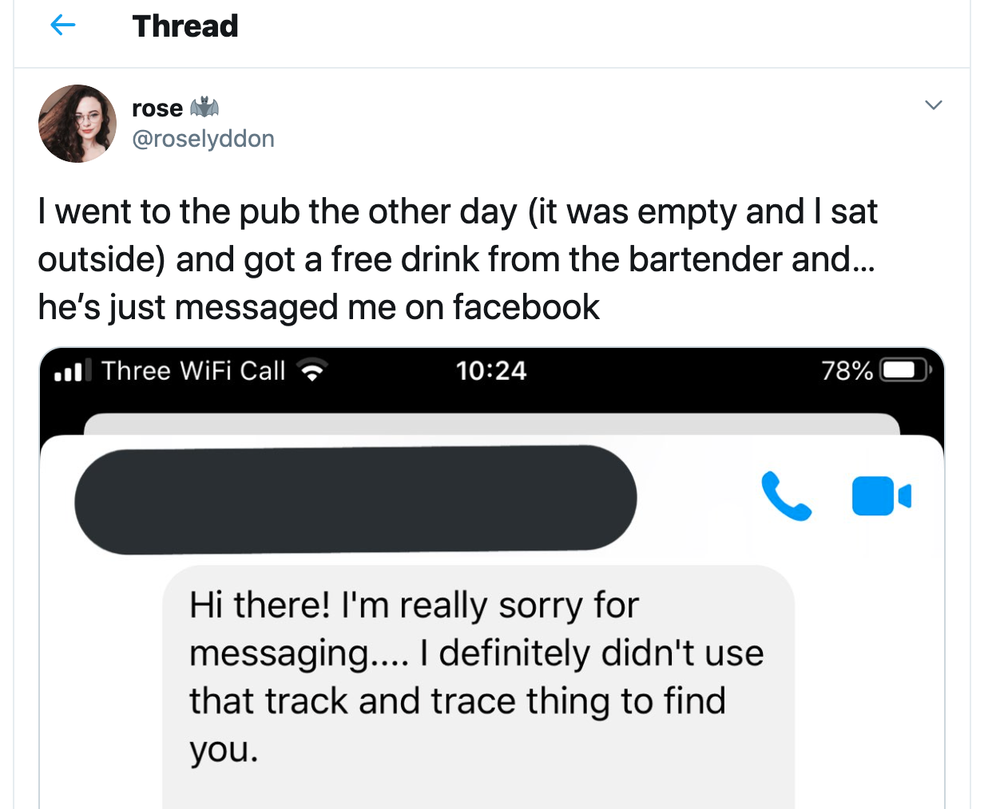 Thread
rose 🦇
@roselyddon
I went to the pub the other day (it was empty and I sat
outside) and got a free drink from the bartender and...
he’s just messaged me on facebook
Three WiFi Call
10:24
78%
Hi there! I'm really sorry for
messaging.... I definitely didn't use
that track and trace thing to find
you.